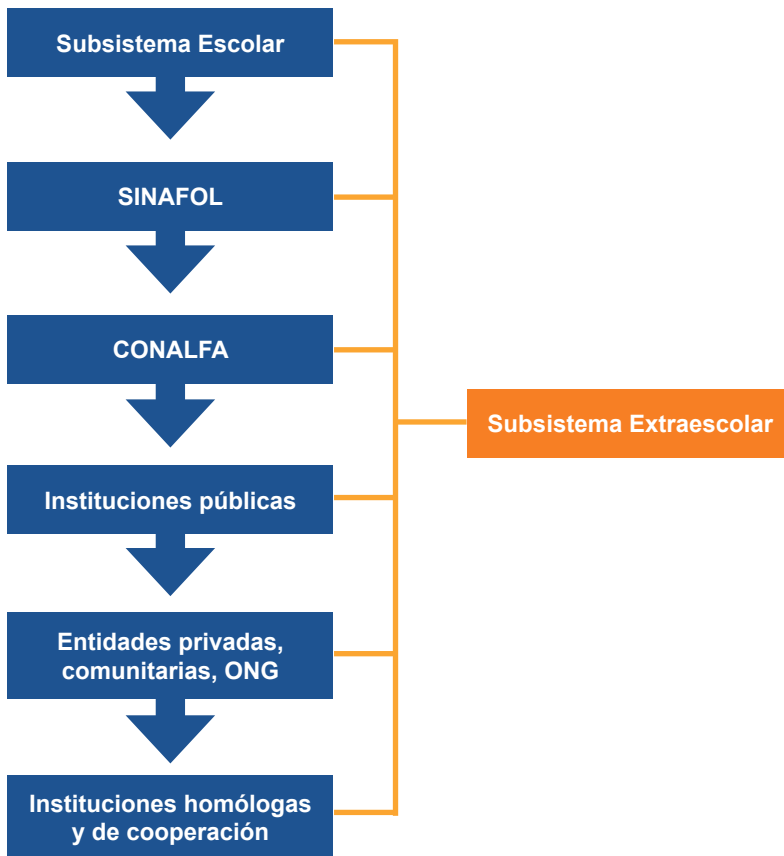 Subsistema Escolar
SINAFOL
CONALFA
Subsistema Extraescolar
Instituciones públicas
Entidades privadas,
comunitarias, ONG
Instituciones homólogas
y de cooperación